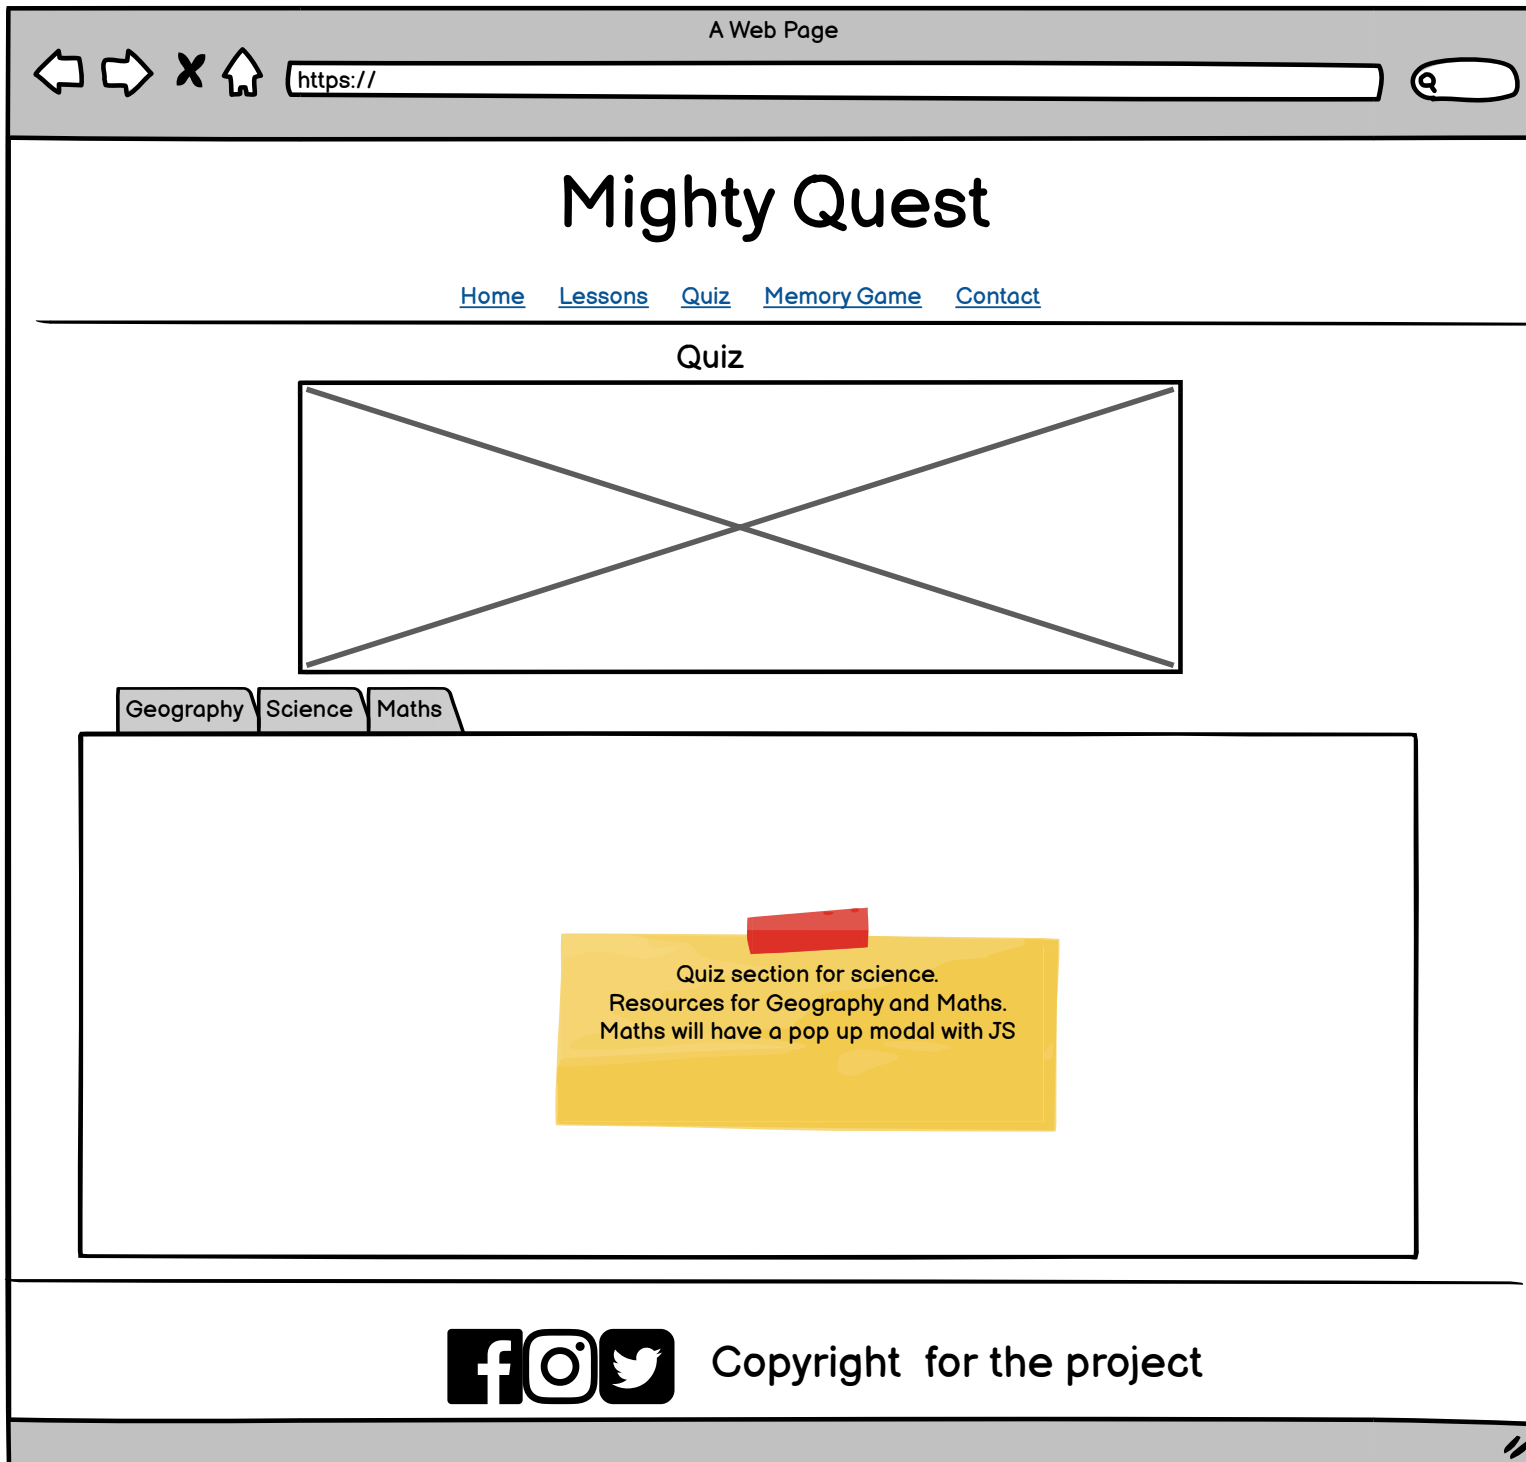 A Web Page
https://
Mighty Quest
Home Lessons Quiz Memory Game Contact
Quiz
Geography Science Maths
Quiz section for science.
Resources for Geography and Maths.
Maths will have a pop up modal with JS
Copyright for the project